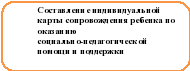 Составление индивидуальной
карты сопровождения ребенка по
оказанию
социально-педагогической
помощи и поддержки